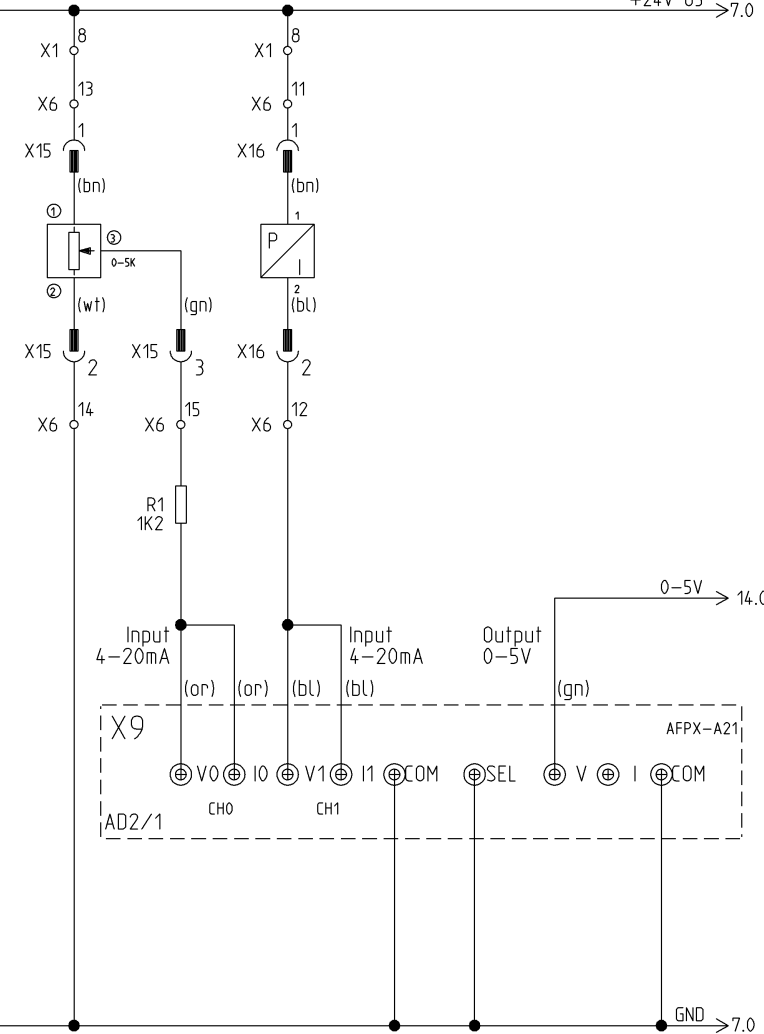 7.0
8
8
X1
X1
13
11
X6
X6
1
1
X15
X16
(bn)
(bn)
1
1
3
P
I
0-5K
2
2
(wt)
(gn)
(bl)
X15
X15
X16
2
3
2
14
15
12
X6
X6
X6
R1
1K2
0-5V
14.0
Input
4-20mA
Input
4-20mA
Output
0-5V
(or)
(or)
(bl)
(bl)
(gn)
X9
AFPX-A21
V0
I0
V1
I1
COM
SEL
V
I
COM
CH0
CH1
AD2/1
GND
7.0